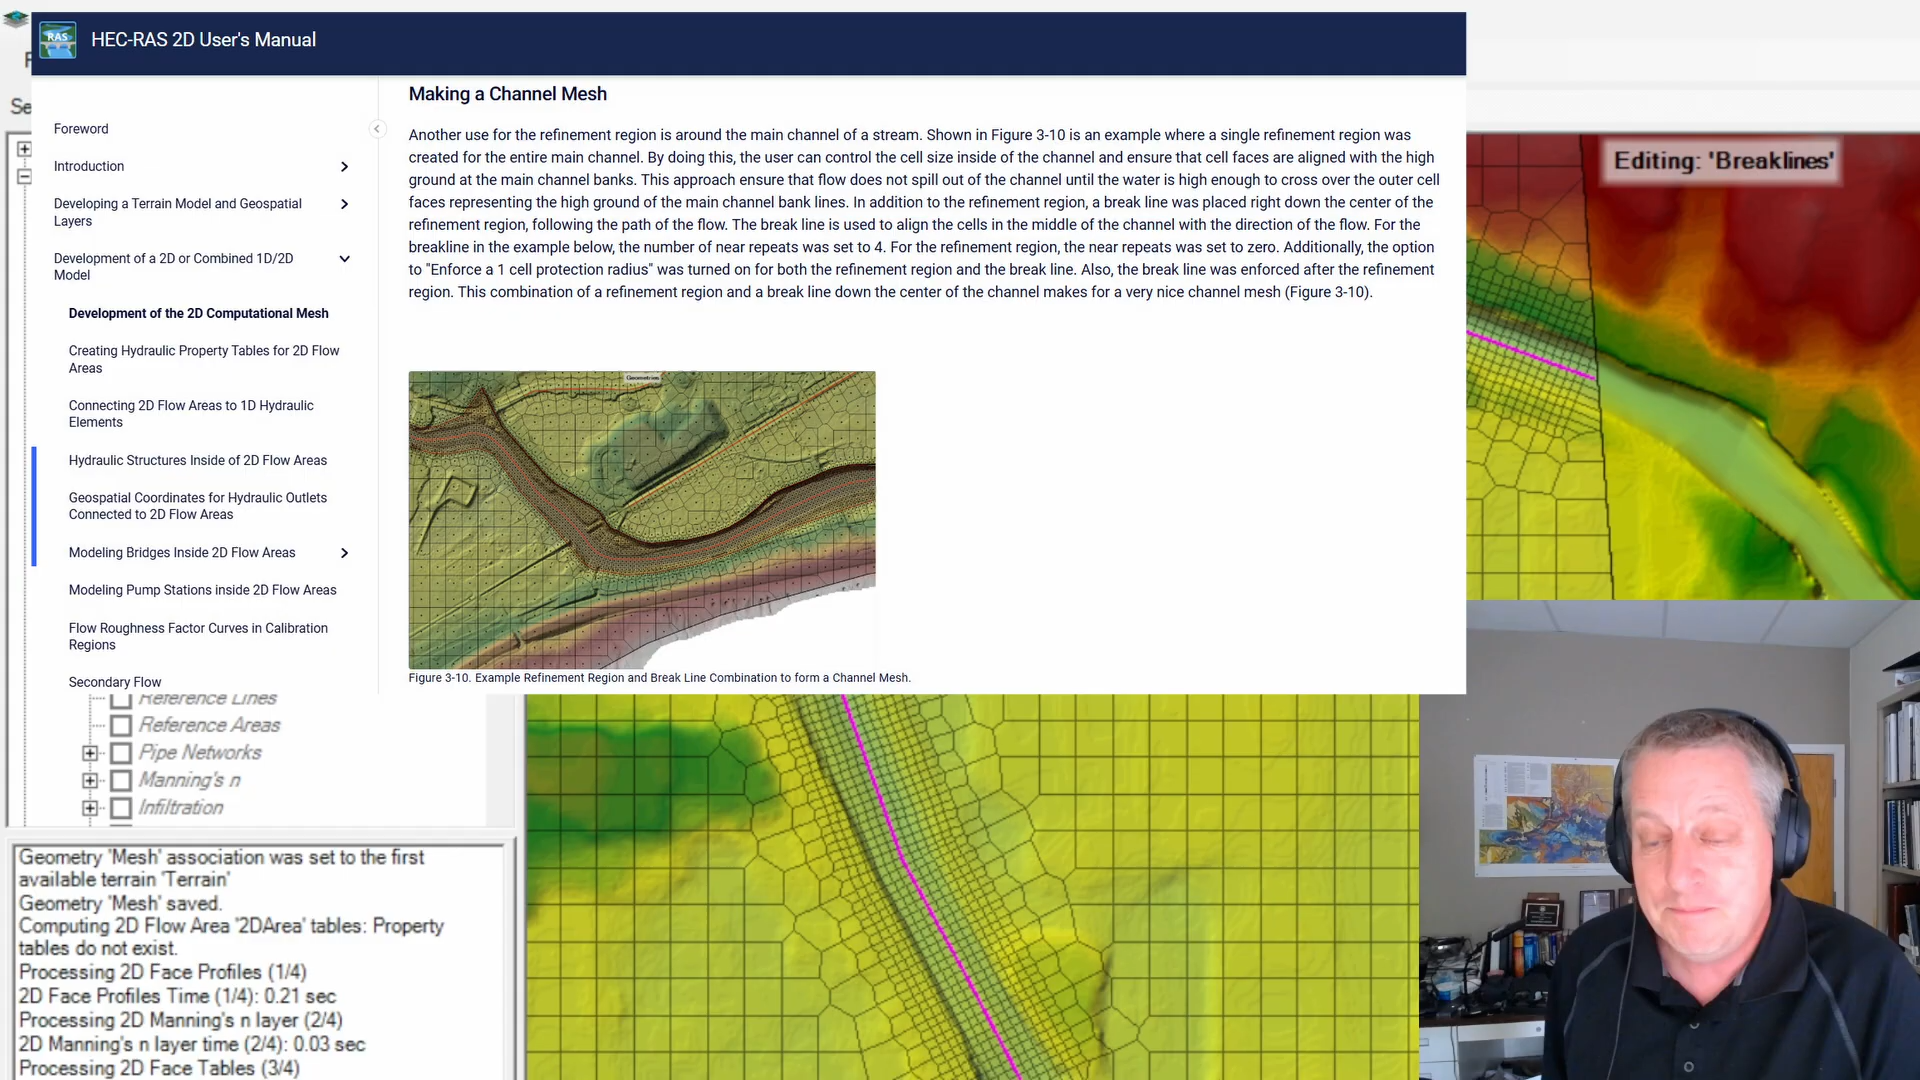 RAS
HEC-RAS 2D User's Manual
F
Se
Foreword
Introduction
Developing a Terrain Model and Geospatial
Layers
Development of a 2D or Combined 1D/2D
Model
Development of the 2D Computational Mesh
Creating Hydraulic Property Tables for 2D Flow
Areas
Connecting 2D Flow Areas to 1D Hydraulic
Elements
Hydraulic Structures Inside of 2D Flow Areas
Geospatial Coordinates for Hydraulic Outlets
Connected to 2D Flow Areas
Modeling Bridges Inside 2D Flow Areas
Modeling Pump Stations inside 2D Flow Areas
Flow Roughness Factor Curves in Calibration
Regions
Secondary Flow
Making a Channel Mesh
Another use for the refinement region is around the main channel of a stream. Shown in Figure 3-10 is an example where a single refinement region was
created for the entire main channel. By doing this, the user can control the cell size inside of the channel and ensure that cell faces are aligned with the high
ground at the main channel banks. This approach ensure that flow does not spill out of the channel until the water is high enough to cross over the outer cell
faces representing the high ground of the main channel bank lines. In addition to the refinement region, a break line was placed right down the center of the
refinement region, following the path of the flow. The break line is used to align the cells in the middle of the channel with the direction of the flow. For the
breakline in the example below, the number of near repeats was set to 4. For the refinement region, the near repeats was set to zero. Additionally, the option
to "Enforce a 1 cell protection radius" was turned on for both the refinement region and the break line. Also, the break line was enforced after the refinement
region. This combination of a refinement region and a break line down the center of the channel makes for a very nice channel mesh (Figure 3-10).
Geometries
Figure 3-10. Example Refinement Region and Break Line Combination to form a Channel Mesh.
Editing: 'Breaklines'
Reference Lines
Reference Areas
Pipe Networks
Manning's n
Infiltration
Geometry 'Mesh' association was set to the first
available terrain 'Terrain'
Geometry 'Mesh' saved.
Computing 2D Flow Area '2DArea' tables: Property
tables do not exist.
Processing 2D Face Profiles (1/4)
2D Face Profiles Time (1/4): 0.21 sec
Processing 2D Manning's n layer (2/4)
2D Manning's n layer time (2/4): 0.03 sec
Processing 2D Face Tables (3/4)